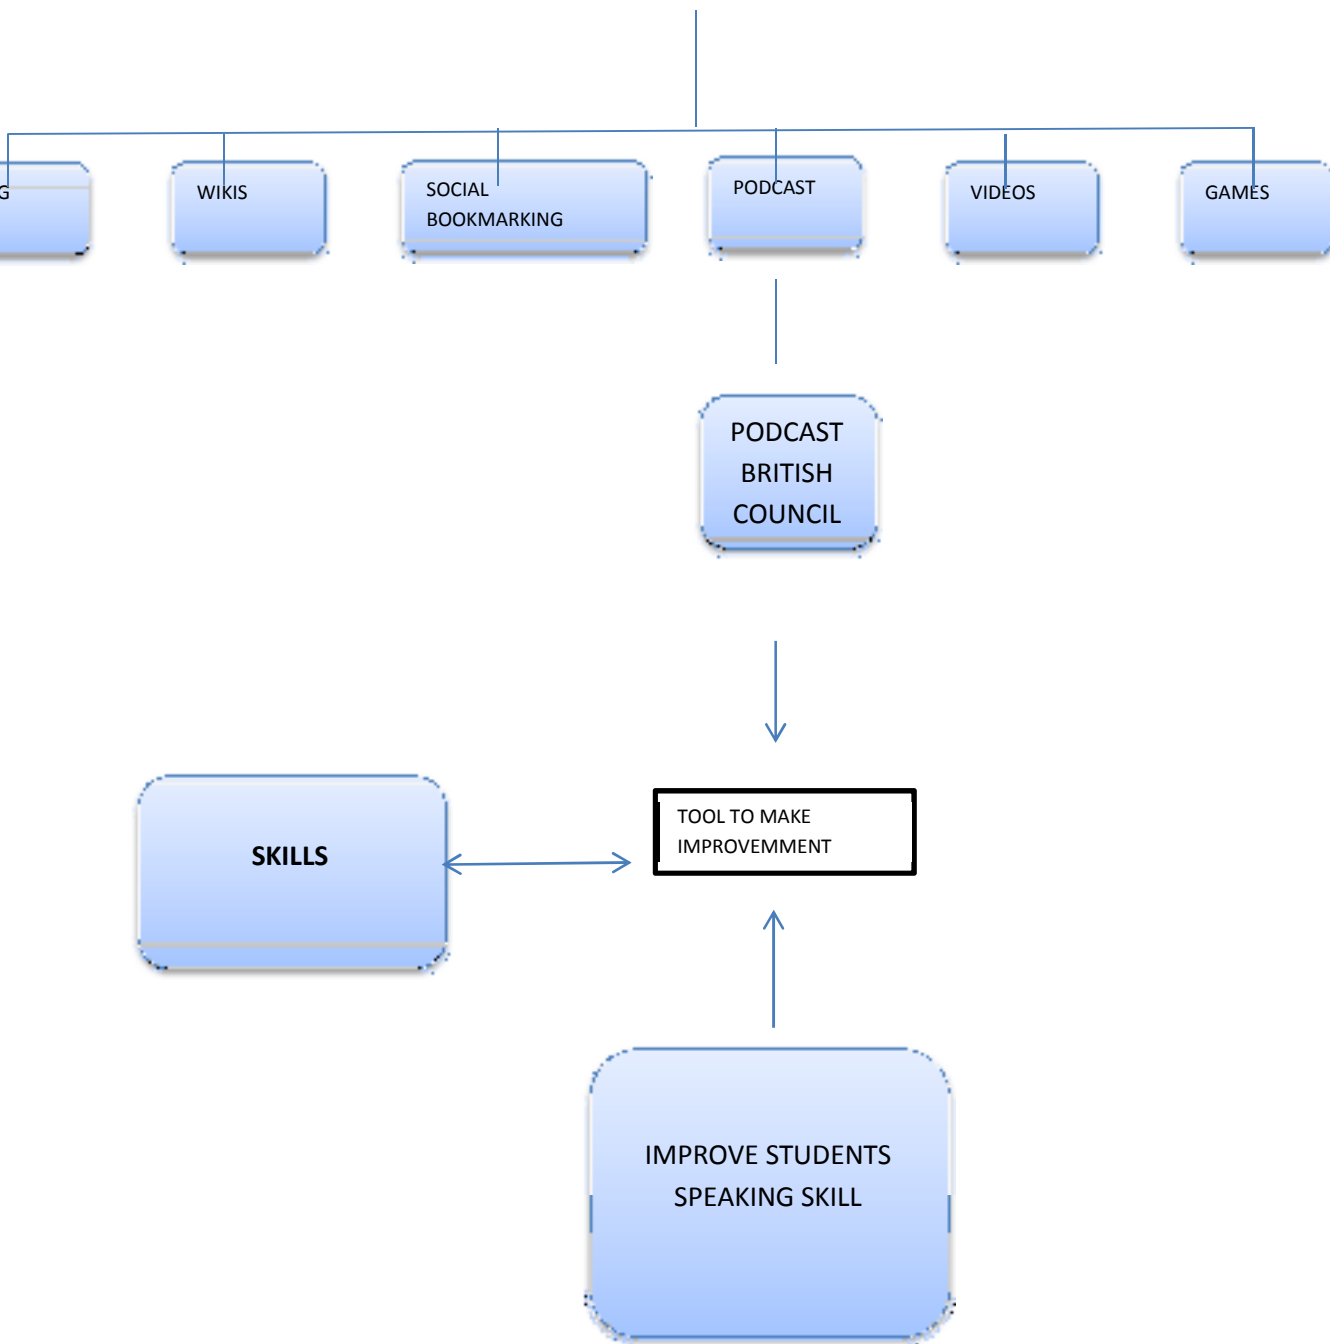 G
WIKIS
SOCIAL
BOOKMARKING
PODCAST
VIDEOS
GAMES
PODCAST
BRITISH
COUNCIL
TOOL TO MAKE
IMPROVEMMENT
SKILLS
IMPROVE STUDENTS
SPEAKING SKILL